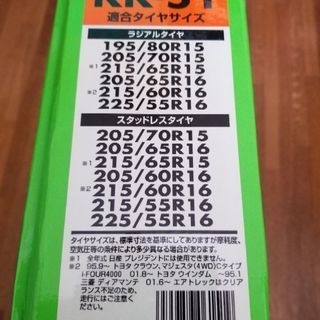 適合タイヤサイズ
ラジアルタイヤ
195/80R15
205/70R15
※1 215/65R15
205/65R16
※2 215/60R16
225/55R16
スタッドレスタイヤ
205/70R15
205/65R15
※1 215/65R15
205/60R16
※2 215/60R16
215/55R16
225/55R16
タイヤサイズは、標準寸法を基準にしてますが摩耗度、
空気圧等の条件により多少異なる場合もあります。
※1 全年式 日産 プレジデントには使用できません。
※2 95.9〜 トヨタ クラウン、マジェスタ(4WD)Cタイプ
i-FOUR4000 01.8〜 トヨタ ウインダム 〜95.1
三菱 ディアマンテ 01.6〜 エアトレックはクリア
ランス不足のため、
走行にはご注意く
ださい。